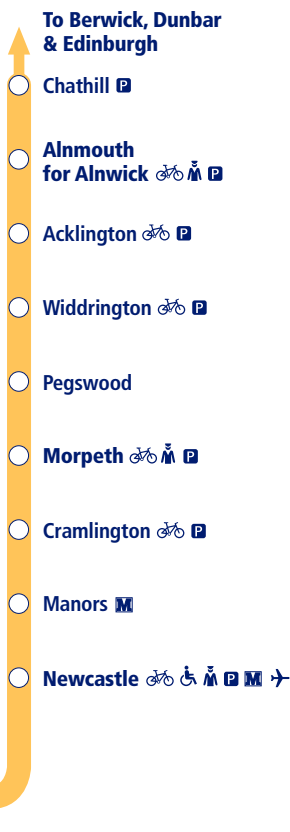 To Berwick, Dunbar
& Edinburgh
Chathill P
Alnmouth
for Alnwick P
Acklington P
Widdrington P
Pegswood
Morpeth P
Cramlington P
Manors M
Newcastle P M